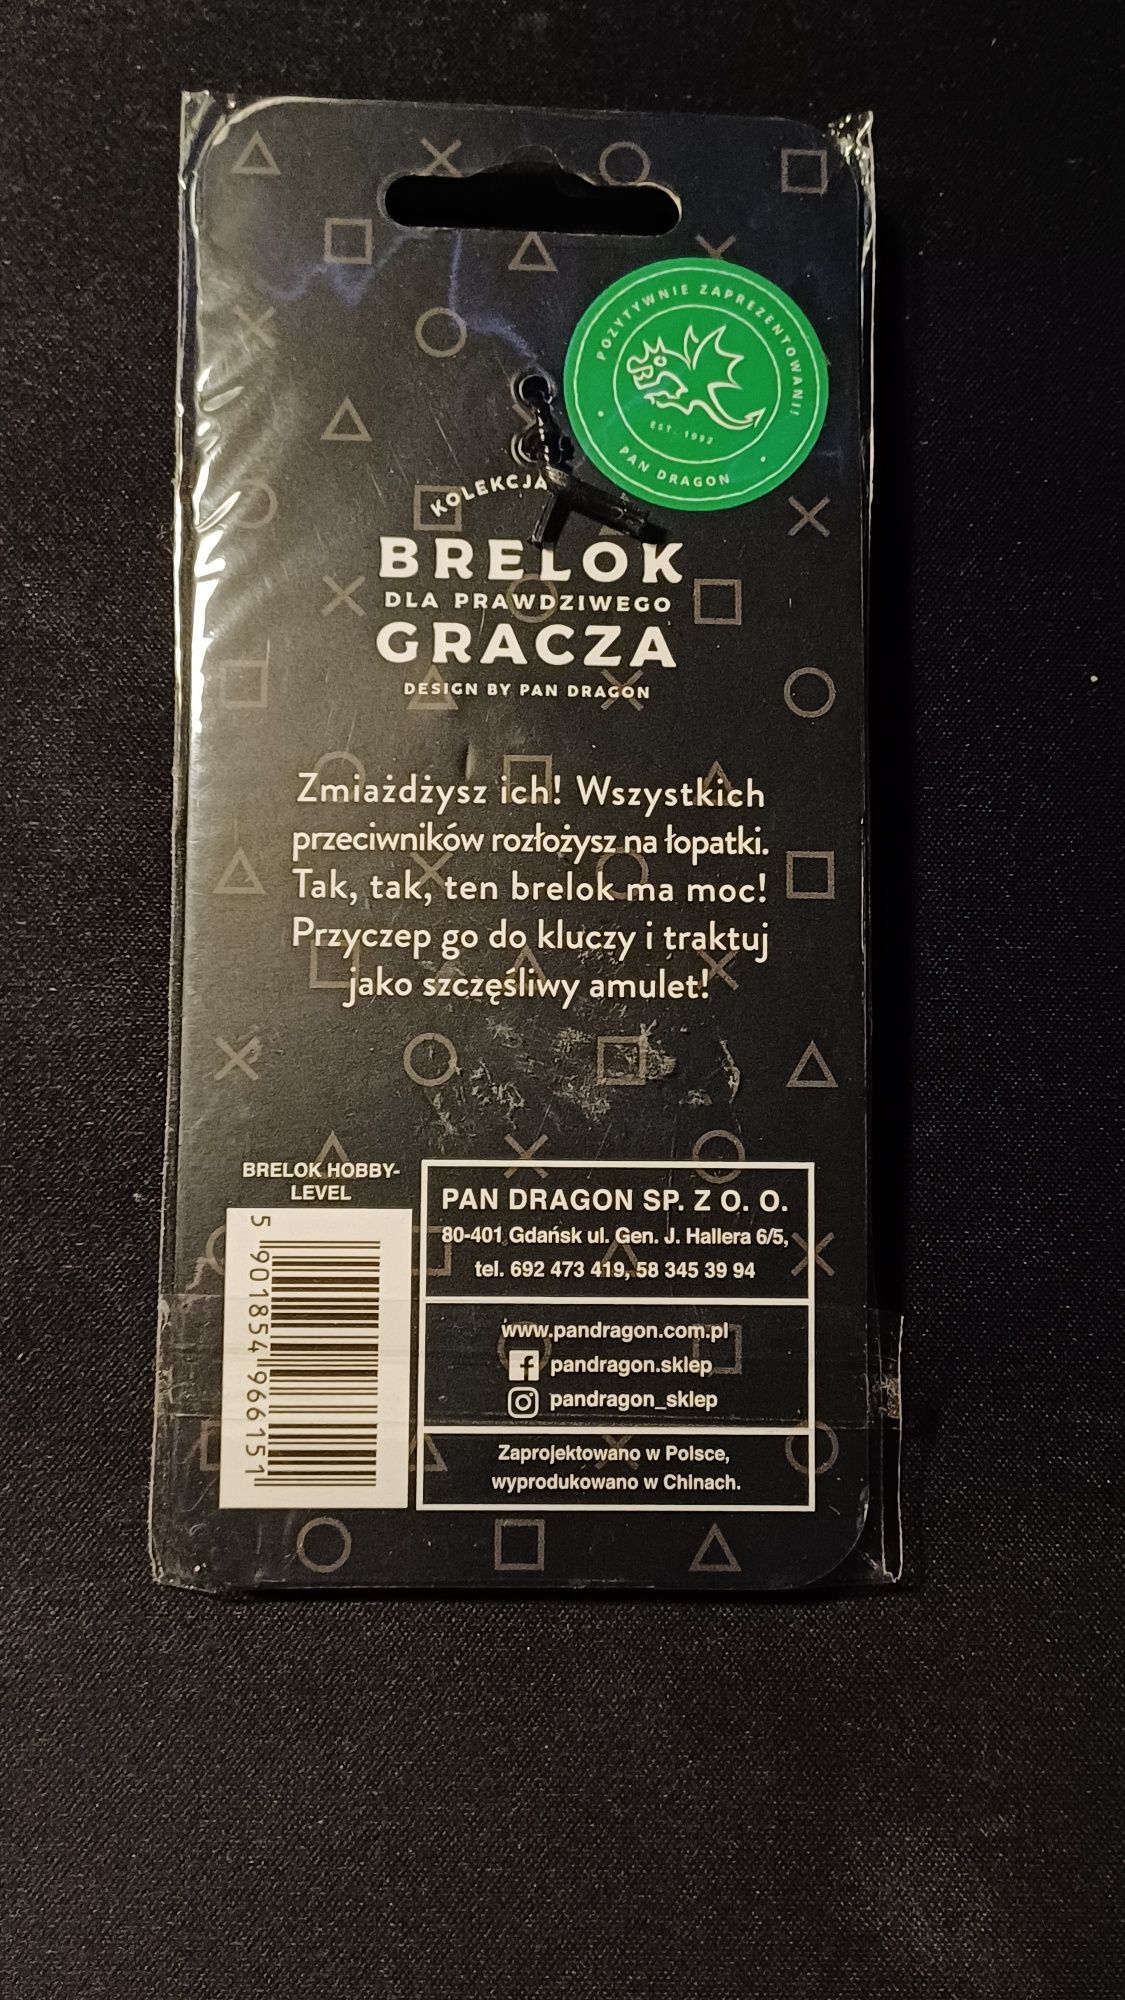 POZYTYWNIE ZAPREZENTOWANI!
EST. 1992
PAN DRAGON
KOLEKCJA
BRELOK
DLA PRAWDZIWEGO
GRACZA
DESIGN BY PAN DRAGON
Zmiażdżysz ich! Wszystkich
przeciwników rozłożysz na łopatki.
Tak, tak, ten brelok ma moc!
Przyczep go do kluczy i traktuj
jako szczęśliwy amulet!
BRELOK HOBBY-
LEVEL
5 901854 966151
PAN DRAGON SP. Z O. O.
80-401 Gdańsk ul. Gen. J. Hallera 6/5,
tel. 692 473 419, 58 345 39 94
www.pandragon.com.pl
pandragon.sklep
pandragon_sklep
Zaprojektowano w Polsce,
wyprodukowano w Chinach.